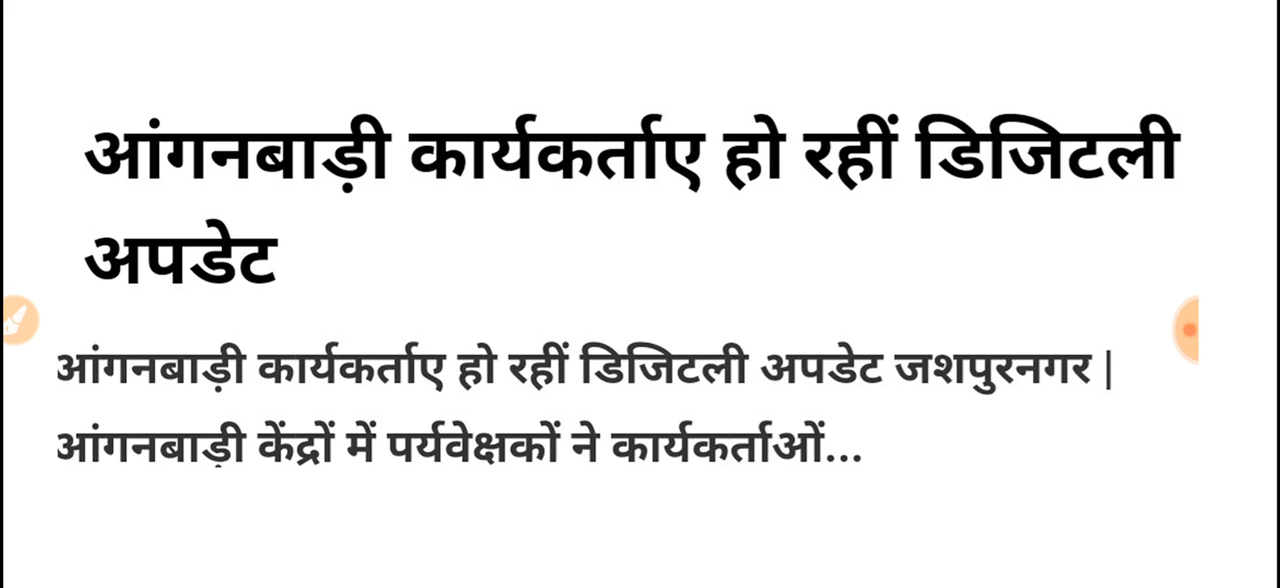 आंगनबाड़ी कार्यकर्ताए हो रहीं डिजिटली
अपडेट
आंगनबाड़ी कार्यकर्ताए हो रहीं डिजिटली अपडेट जशपुरनगर |
आंगनबाड़ी केंद्रों में पर्यवेक्षकों ने कार्यकर्ताओं...